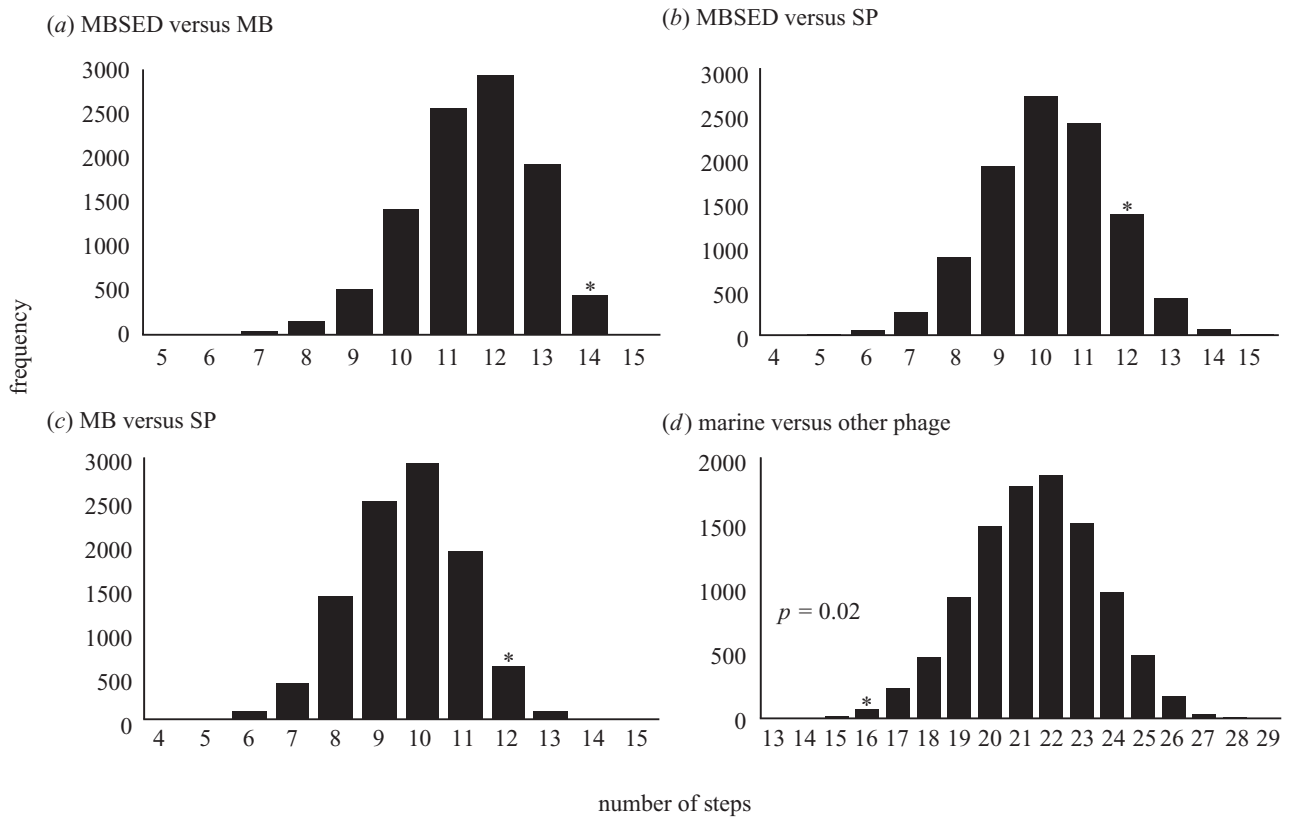 (a) MBSED versus MB
3000
2500
2000
1500
1000
500
0
*
5 6 7 8 9 10 11 12 13 14 15
(b) MBSED versus SP
3000
2500
2000
1500
1000
500
0
*
4 5 6 7 8 9 10 11 12 13 14 15
frequency
(c) MB versus SP
3000
2500
2000
1500
1000
500
0
*
4 5 6 7 8 9 10 11 12 13 14 15
(d) marine versus other phage
2000
1500
1000
500
0
p = 0.02
*
13 14 15 16 17 18 19 20 21 22 23 24 25 26 27 28 29
number of steps